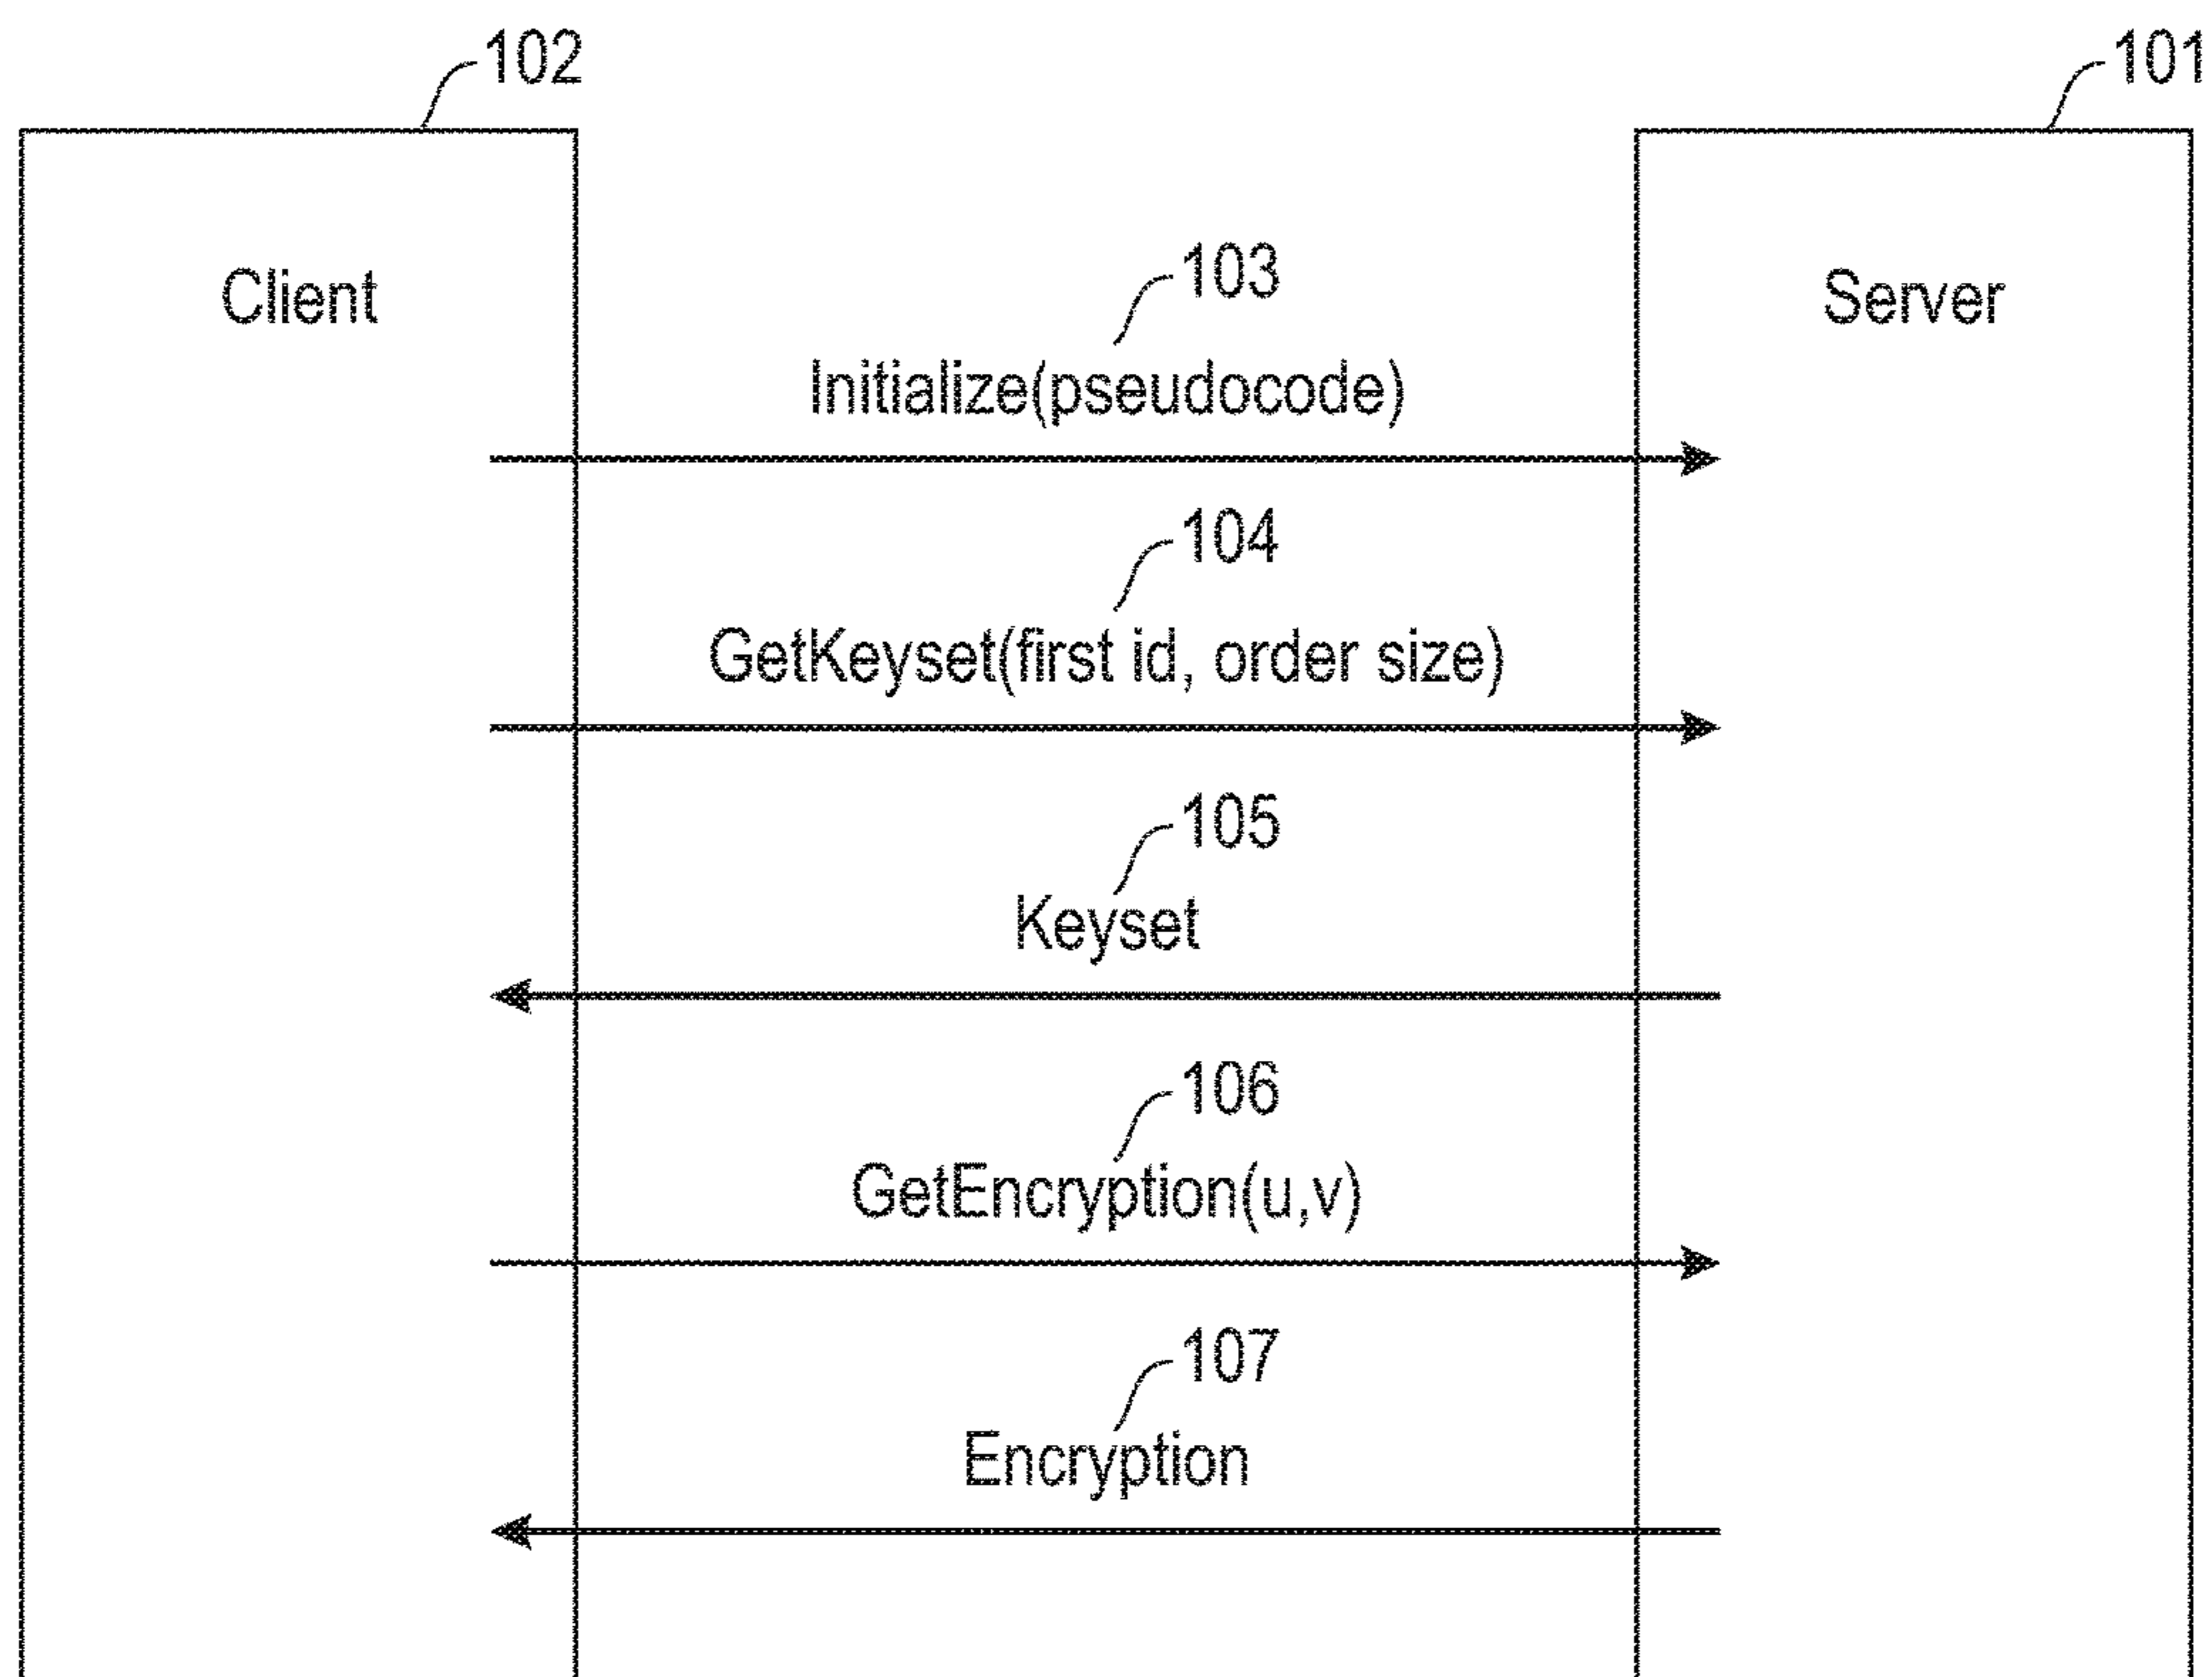 102
101
Client
Server
103
Initialize(pseudocode)
104
GetKeyset(first id, order size)
105
Keyset
106
GetEncryption(u,v)
107
Encryption